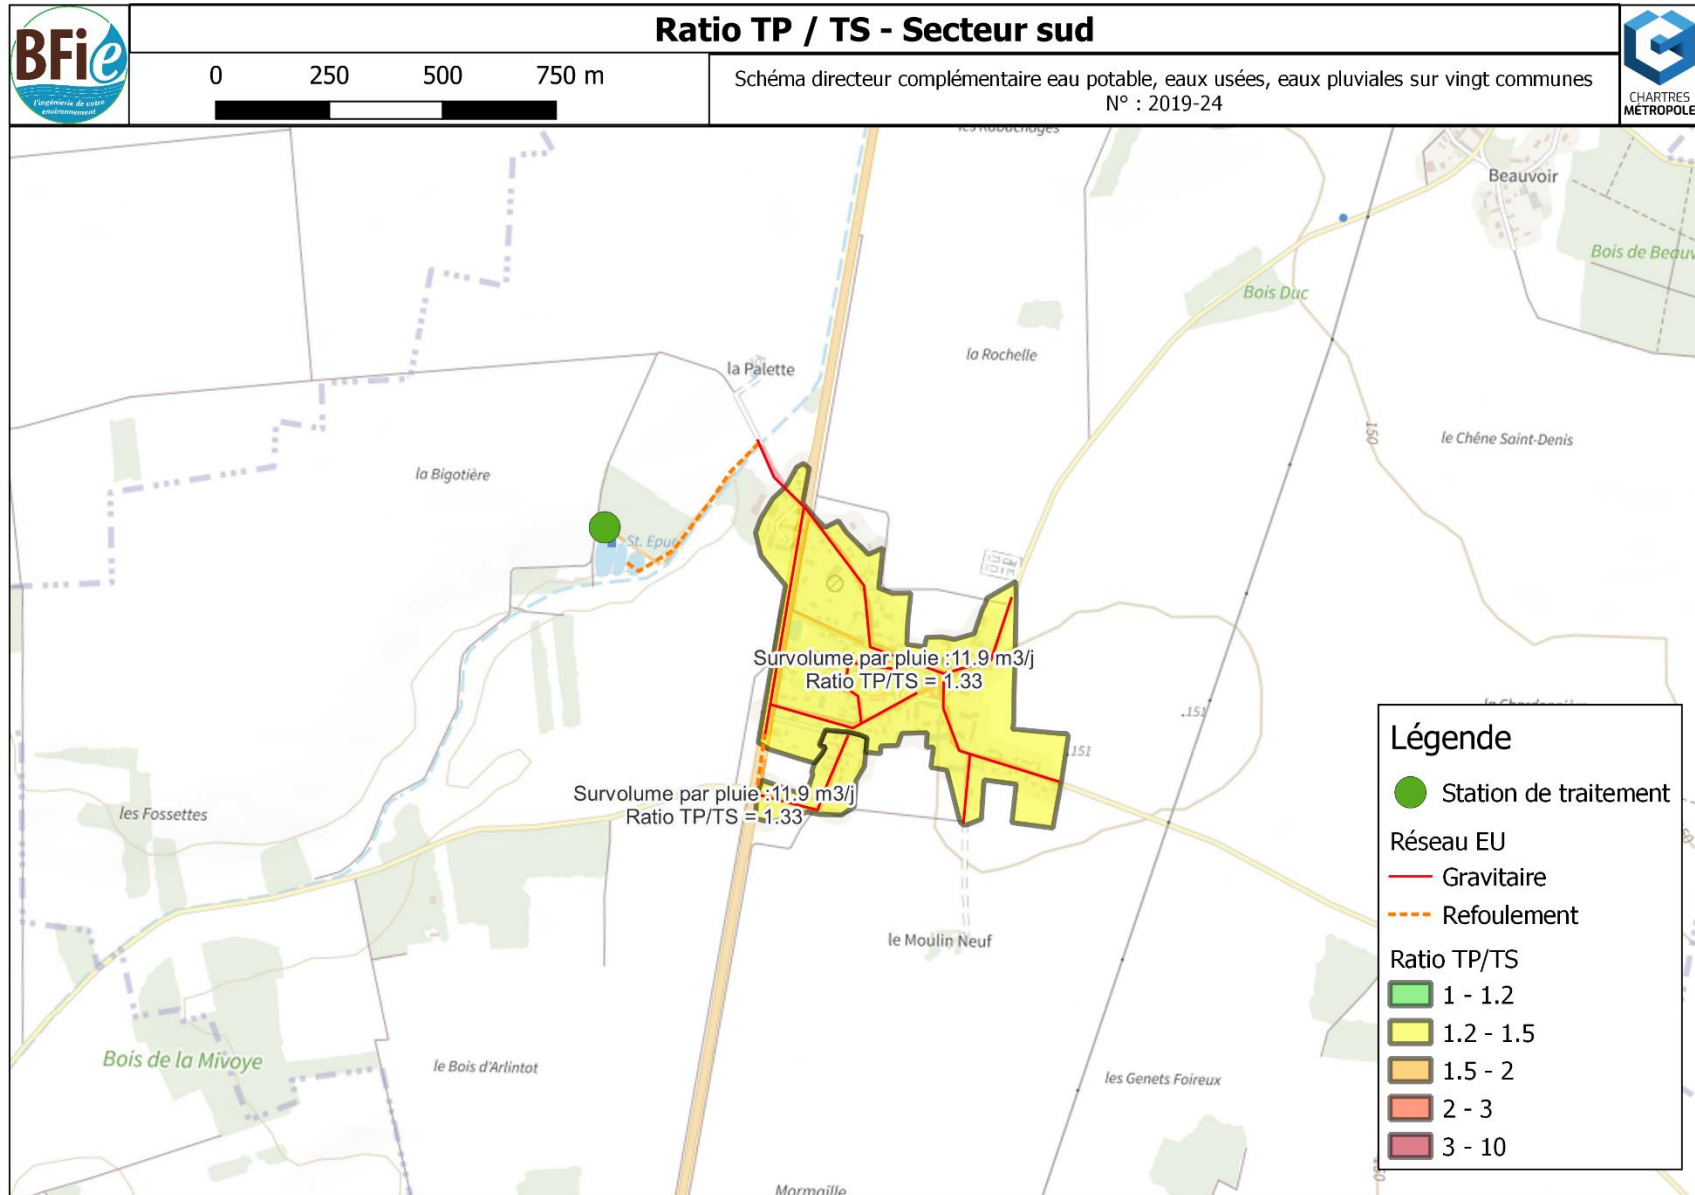 BFie
l'ingénierie de votre
environnement
Ratio TP / TS - Secteur sud
0 250 500 750 m
Schéma directeur complémentaire eau potable, eaux usées, eaux pluviales sur vingt communes
N° : 2019-24
CHARTRES
MÉTROPOLE
Beauvoir
Bois de Beauv
Bois Duc
la Rochelle
la Palette
150
le Chêne Saint-Denis
la Bigotière
St. Epur
Survolume par pluie :11.9 m3/j
Ratio TP/TS = 1.33
.151
151
Survolume par pluie :11.9 m3/j
Ratio TP/TS = 1.33
les Fossettes
le Moulin Neuf
Bois de la Mivoye
le Bois d'Arlintot
les Genets Foireux
Mormaille
Légende
Station de traitement
Réseau EU
Gravitaire
Refoulement
Ratio TP/TS
1 - 1.2
1.2 - 1.5
1.5 - 2
2 - 3
3 - 10